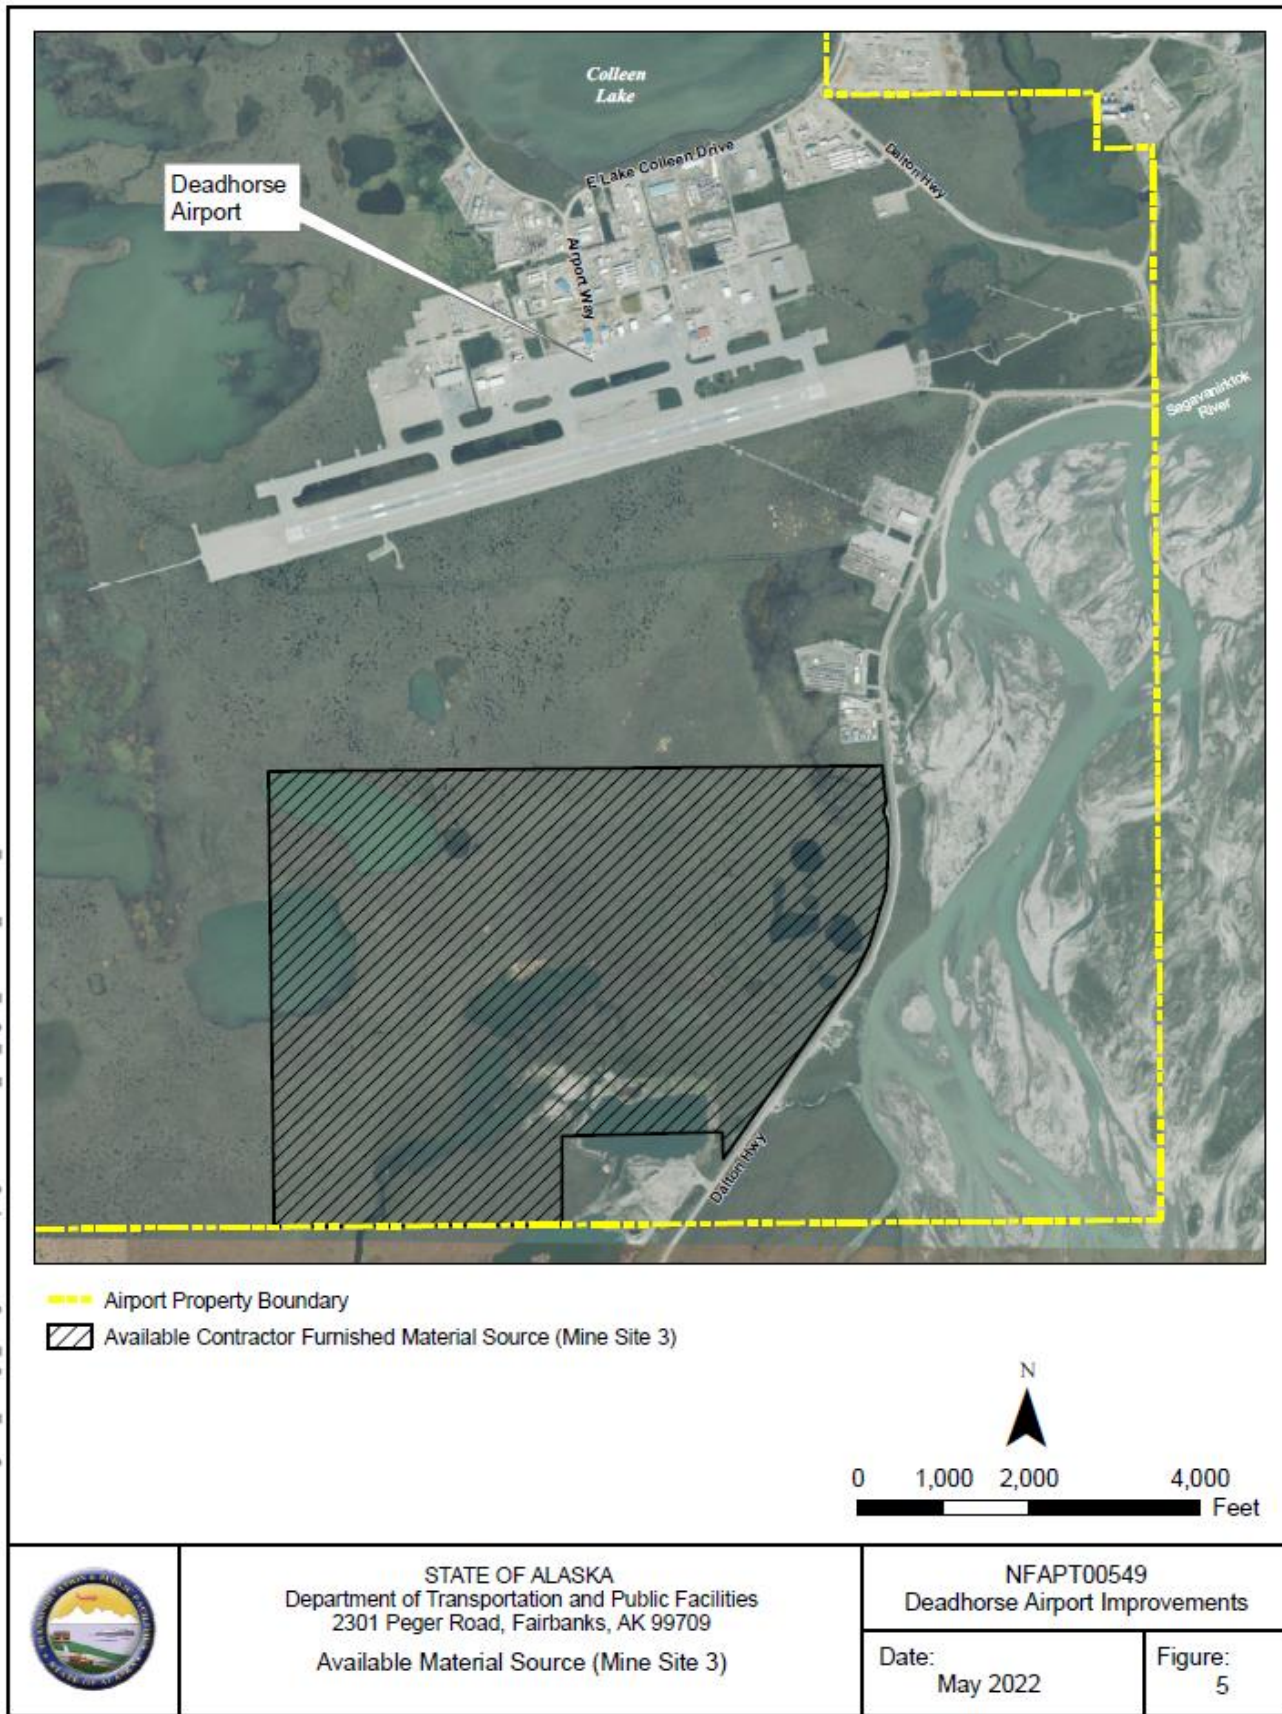 Colleen
Lake
E Lake Colleen Drive
Dalton Hwy
Deadhorse
Airport
Airport Way
Sagavanirktok
River
Dalton Hwy
Airport Property Boundary
Available Contractor Furnished Material Source (Mine Site 3)
N
0 1,000 2,000 4,000
Feet
STATE OF ALASKA
Department of Transportation and Public Facilities
2301 Peger Road, Fairbanks, AK 99709
Available Material Source (Mine Site 3)
NFAPT00549
Deadhorse Airport Improvements
Date:
May 2022
Figure:
5